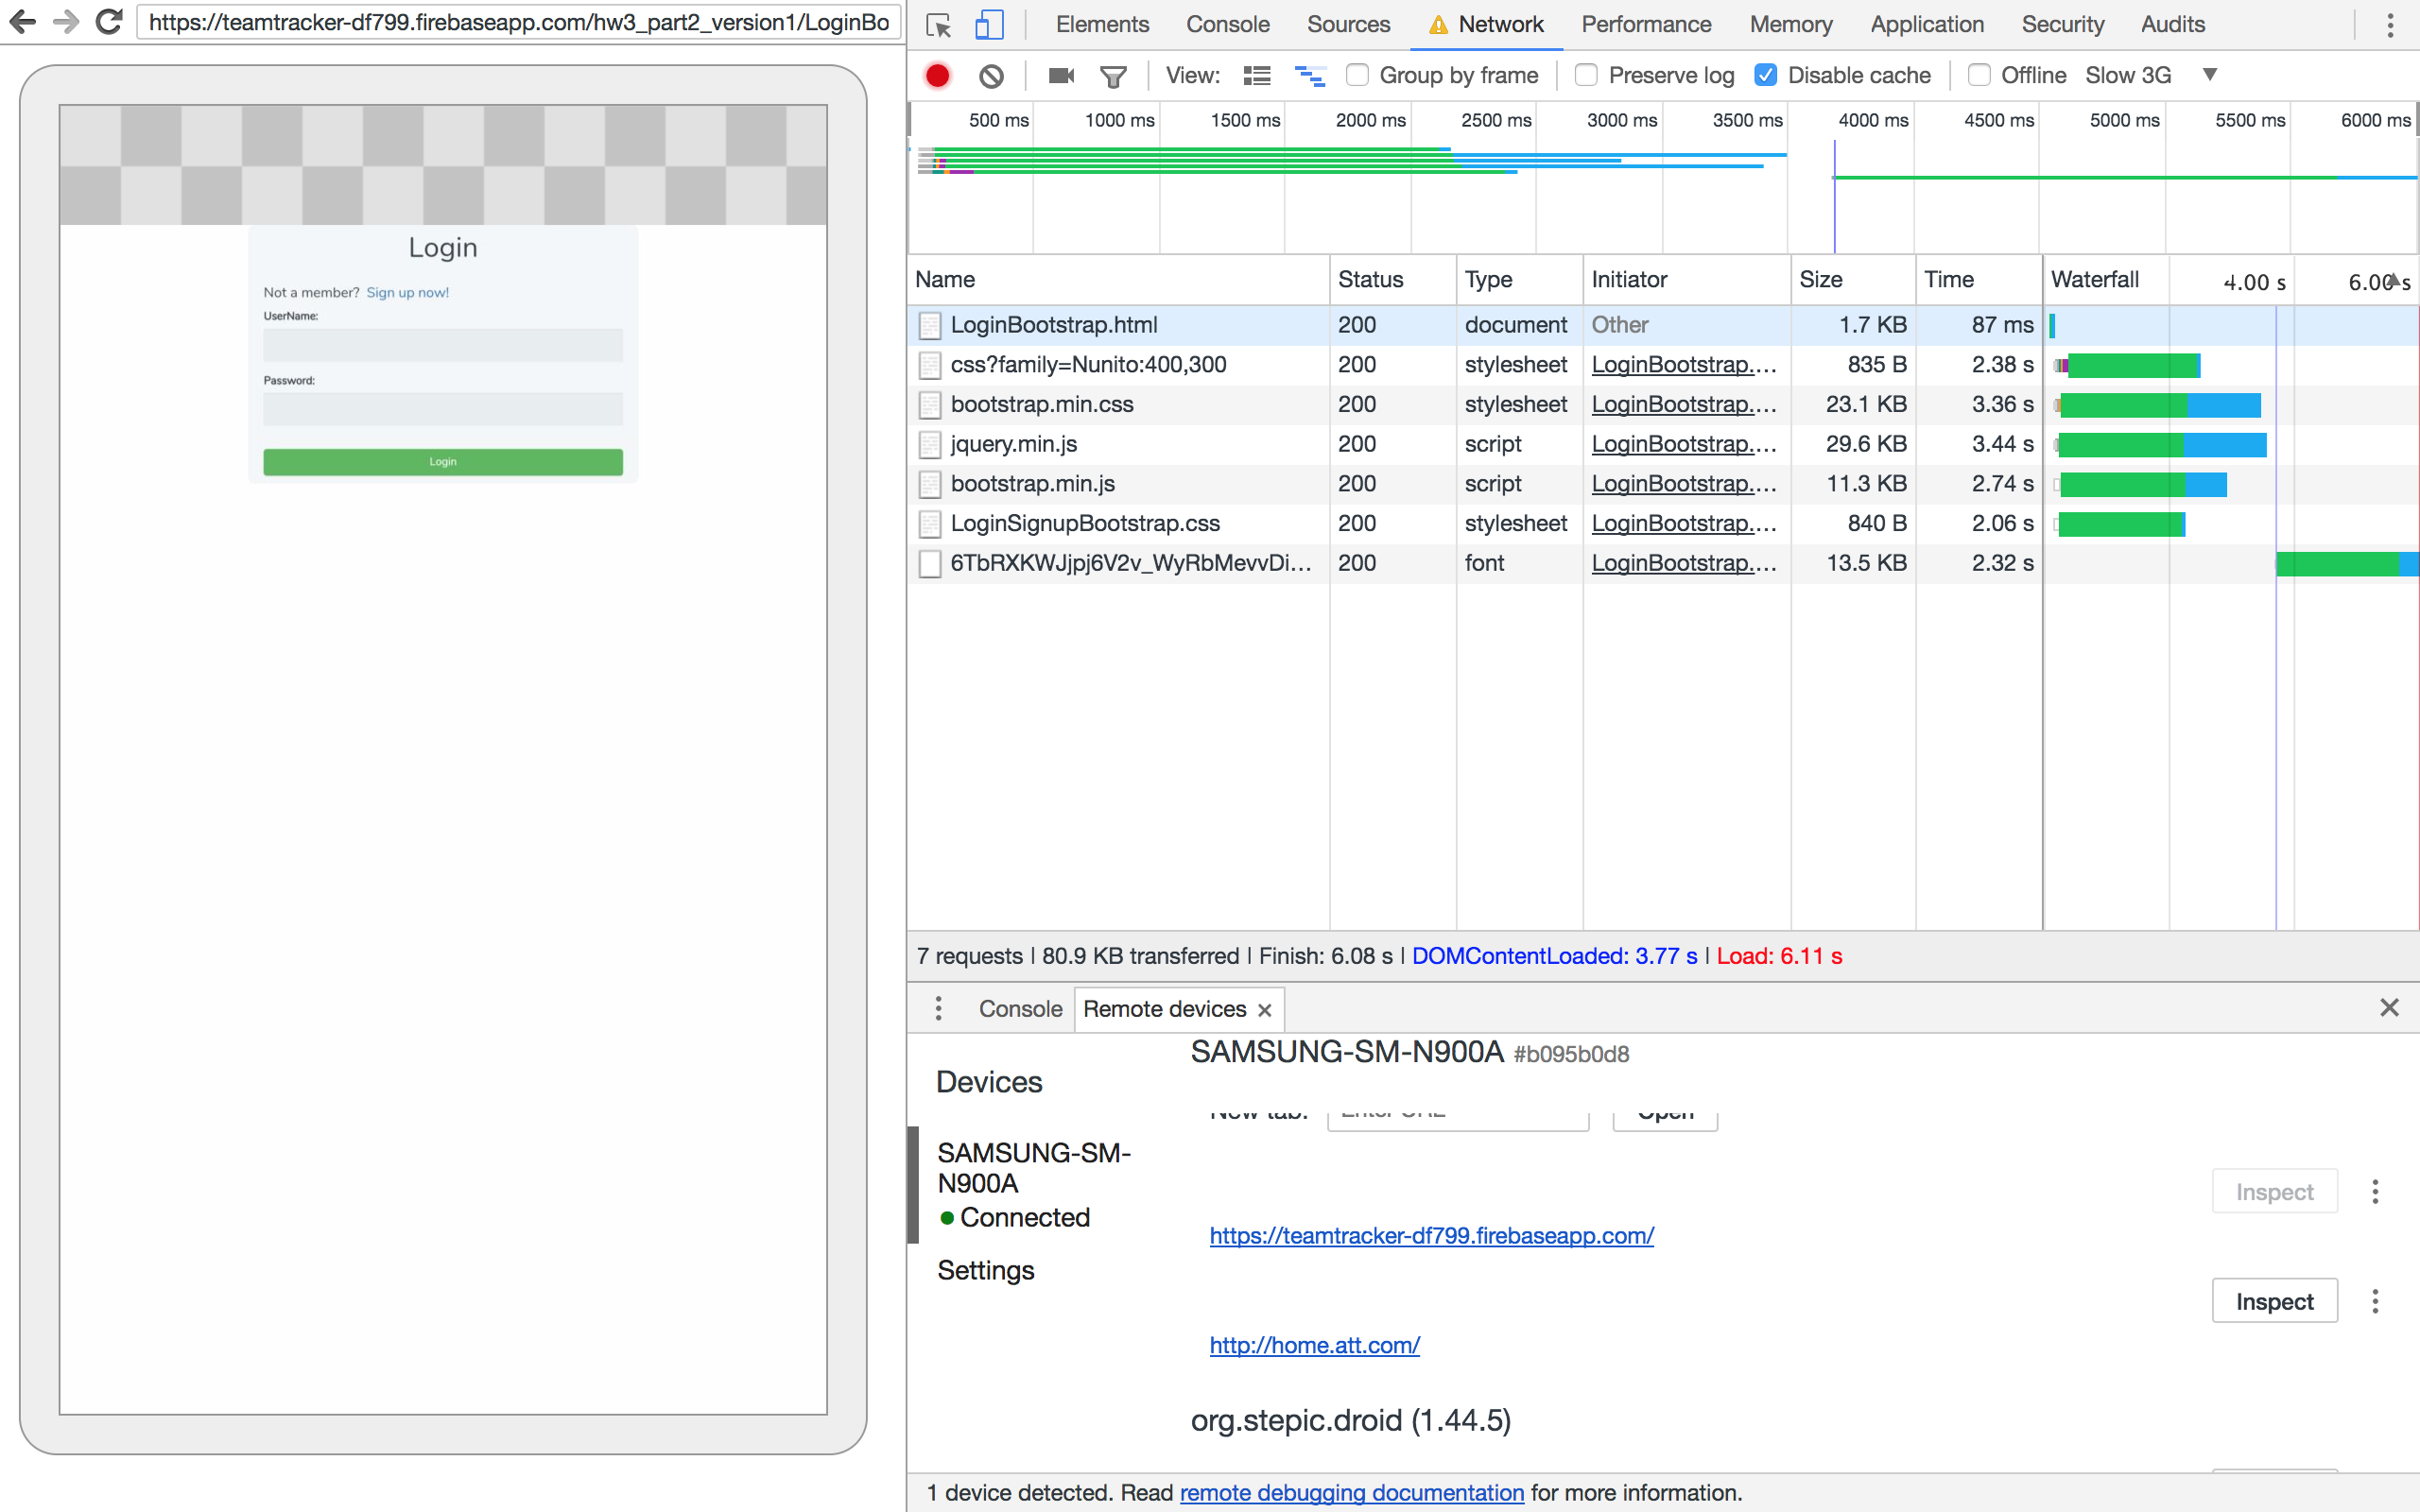 https://teamtracker-df799.firebaseapp.com/hw3_part2_version1/LoginBo
Login
Not a member? Sign up now!
UserName:
Password:
Login
Elements Console Sources Network Performance Memory Application Security Audits
View: Group by frame Preserve log Disable cache Offline Slow 3G
500 ms 1000 ms 1500 ms 2000 ms 2500 ms 3000 ms 3500 ms 4000 ms 4500 ms 5000 ms 5500 ms 6000 ms
Name Status Type Initiator Size Time Waterfall 4.00 s 6.00 s
LoginBootstrap.html 200 document Other 1.7 KB 87 ms
css?family=Nunito:400,300 200 stylesheet LoginBootstrap.... 835 B 2.38 s
bootstrap.min.css 200 stylesheet LoginBootstrap.... 23.1 KB 3.36 s
jquery.min.js 200 script LoginBootstrap.... 29.6 KB 3.44 s
bootstrap.min.js 200 script LoginBootstrap.... 11.3 KB 2.74 s
LoginSignupBootstrap.css 200 stylesheet LoginBootstrap.... 840 B 2.06 s
6TbRXKWJjpj6V2v_WyRbMevvDi... 200 font LoginBootstrap.... 13.5 KB 2.32 s
7 requests | 80.9 KB transferred | Finish: 6.08 s | DOMContentLoaded: 3.77 s | Load: 6.11 s
Console Remote devices
Devices
SAMSUNG-SM-N900A #b095b0d8
New tab: Enter URL Open
SAMSUNG-SM-
N900A
Connected
Settings
Inspect
https://teamtracker-df799.firebaseapp.com/
Inspect
http://home.att.com/
org.stepic.droid (1.44.5)
1 device detected. Read remote debugging documentation for more information.